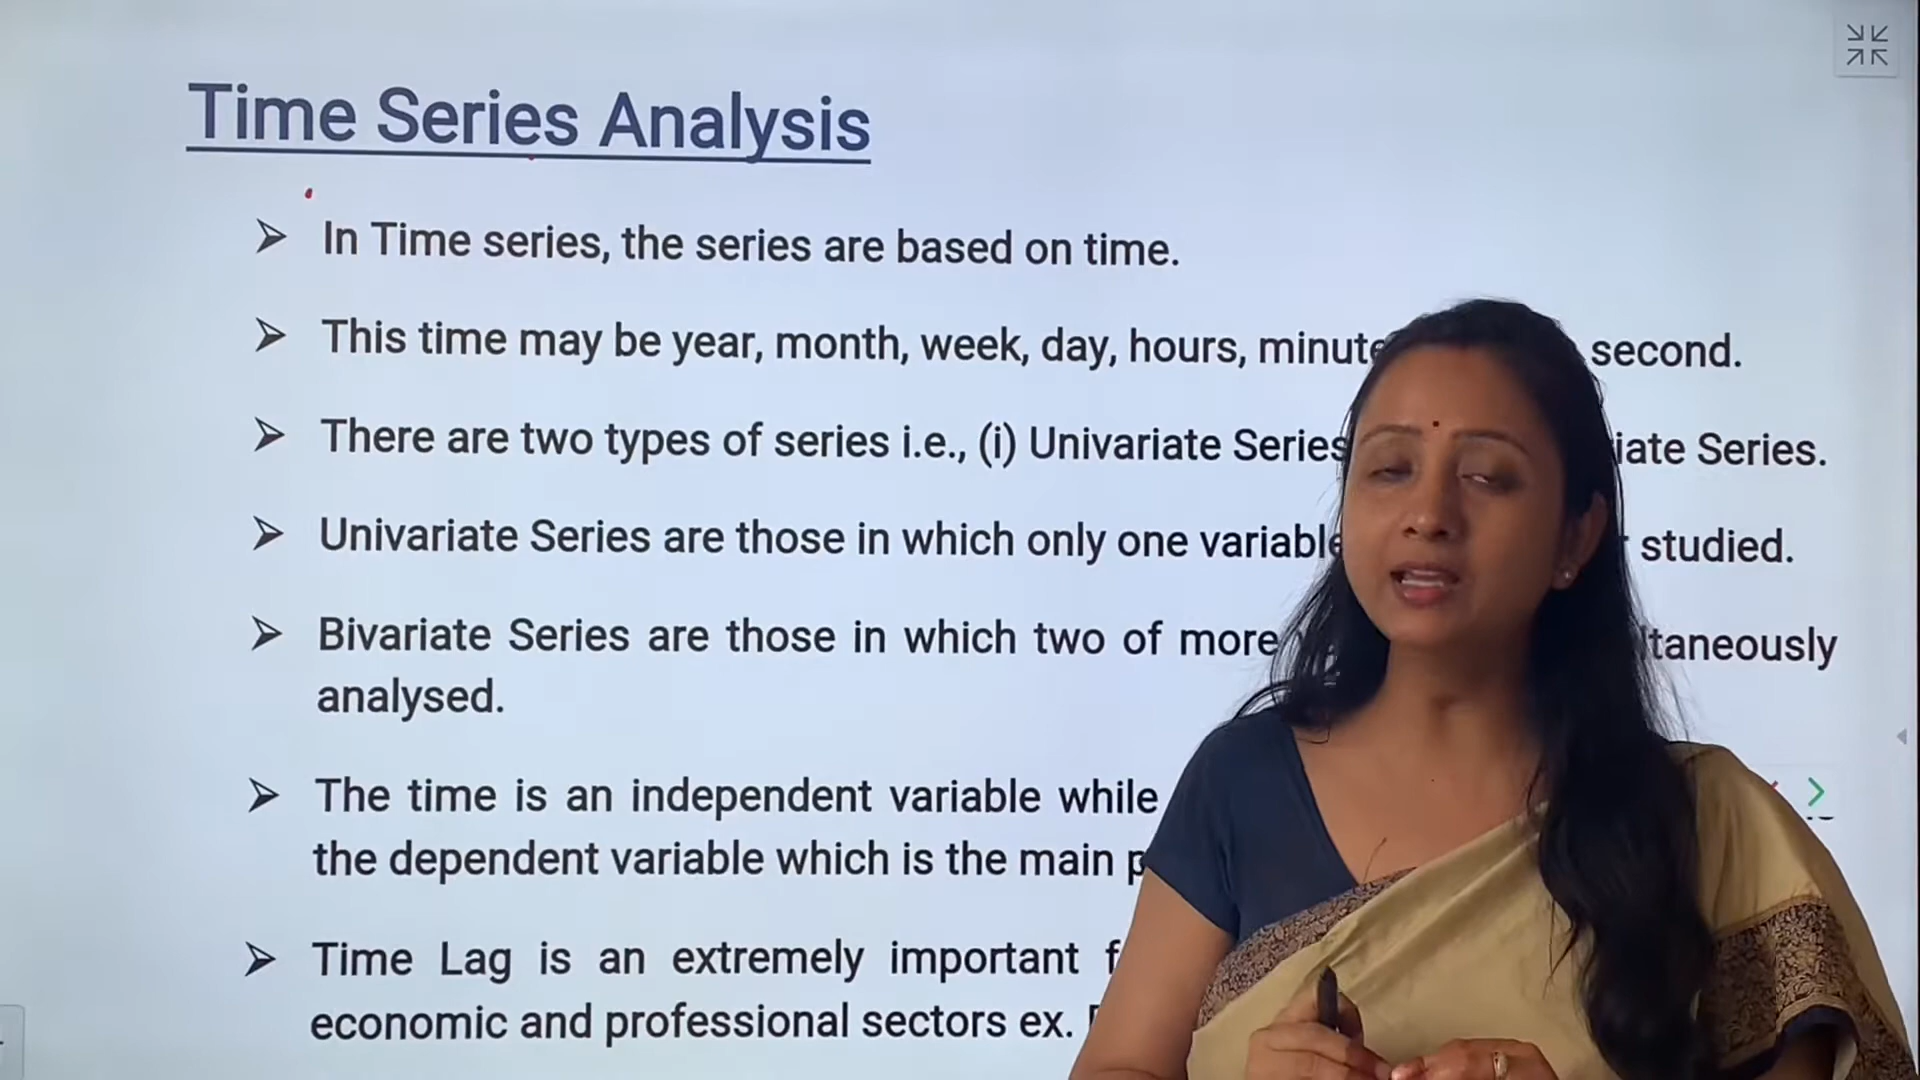 Time Series Analysis
In Time series, the series are based on time.
This time may be year, month, week, day, hours, minute second.
There are two types of series i.e., (i) Univariate Series Series.
Univariate Series are those in which only one variable studied.
Bivariate Series are those in which two of more
analysed.
The time is an independent variable while
the dependent variable which is the main
Time Lag is an extremely important
economic and professional sectors ex.